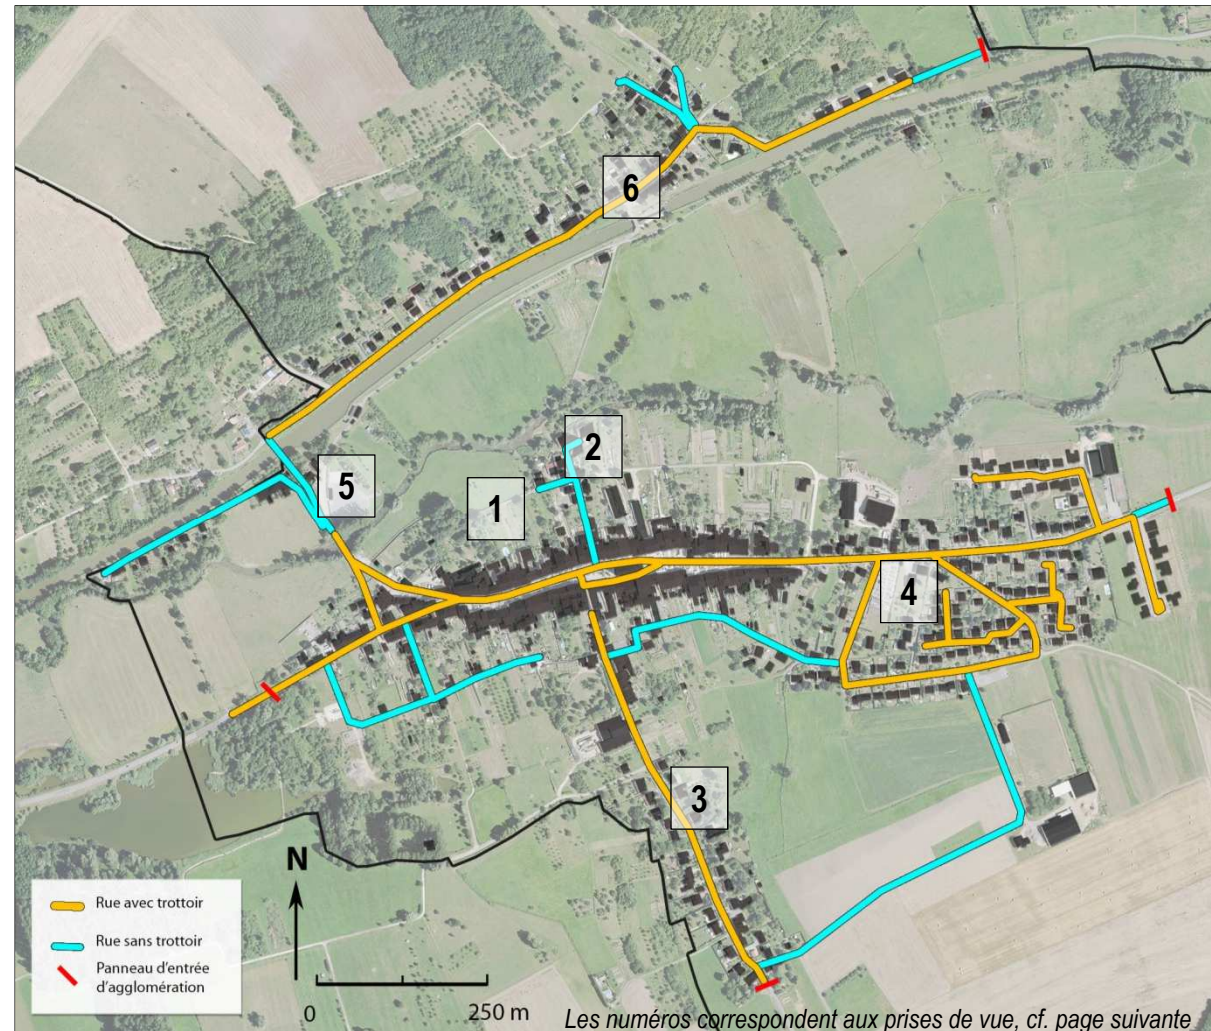 6
5
2
1
4
3
N
Rue avec trottoir
Rue sans trottoir
Panneau d'entrée
d'agglomération
0
250 m
Les numéros correspondent aux prises de vue, cf. page suivante